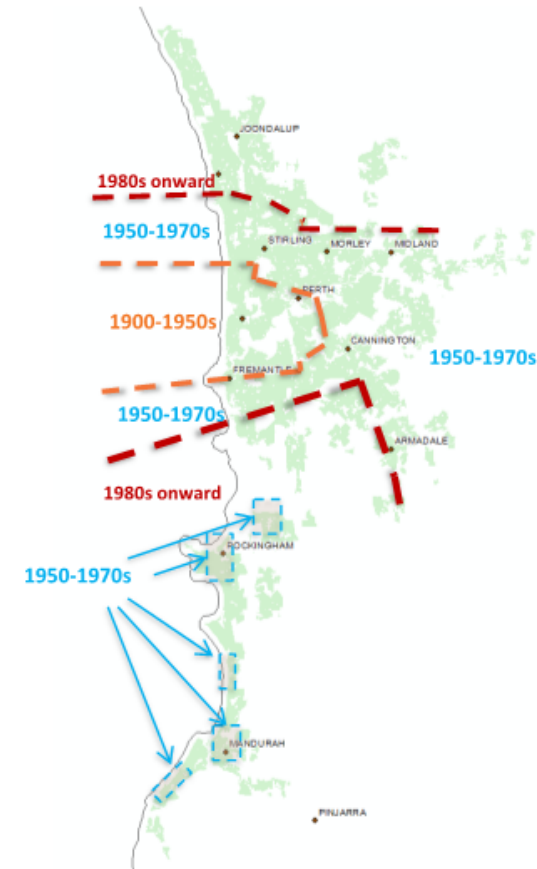 JOONDALUP
1980s onward
1950-1970s
STIRLING
MORLEY
MIDLAND
PERTH
1900-1950s
CANNINGTON
1950-1970s
FREMANTLE
1950-1970s
ARMADALE
1980s onward
ROCKINGHAM
1950-1970s
MANDURAH
PINJARRA